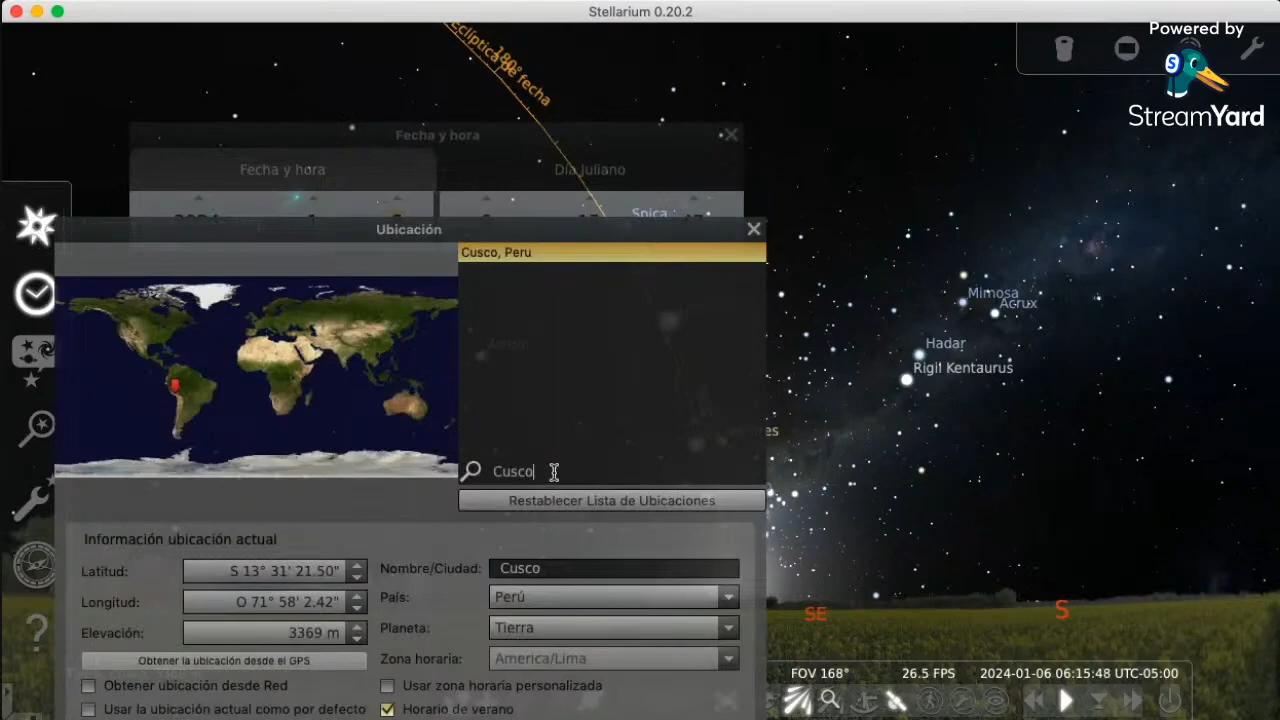 Stellarium 0.20.2
Powered by
StreamYard
Eclíptica de fecha
180°
Fecha y hora
Fecha y hora
Día Juliano
Spica
Ubicación
Cusco, Peru
Mimosa
Acrux
Hadar
Rigil Kentaurus
Cusco
Restablecer Lista de Ubicaciones
Información ubicación actual
Latitud:
S 13° 31' 21.50"
Nombre/Ciudad:
Cusco
Longitud:
O 71° 58' 2.42"
País:
Perú
Elevación:
3369 m
Planeta:
Tierra
Obtener la ubicación desde el GPS
Zona horaria:
America/Lima
Obtener ubicación desde Red
Usar zona horaria personalizada
Usar la ubicación actual como por defecto
Horario de verano
SE
S
FOV 168°
26.5 FPS
2024-01-06 06:15:48 UTC-05:00